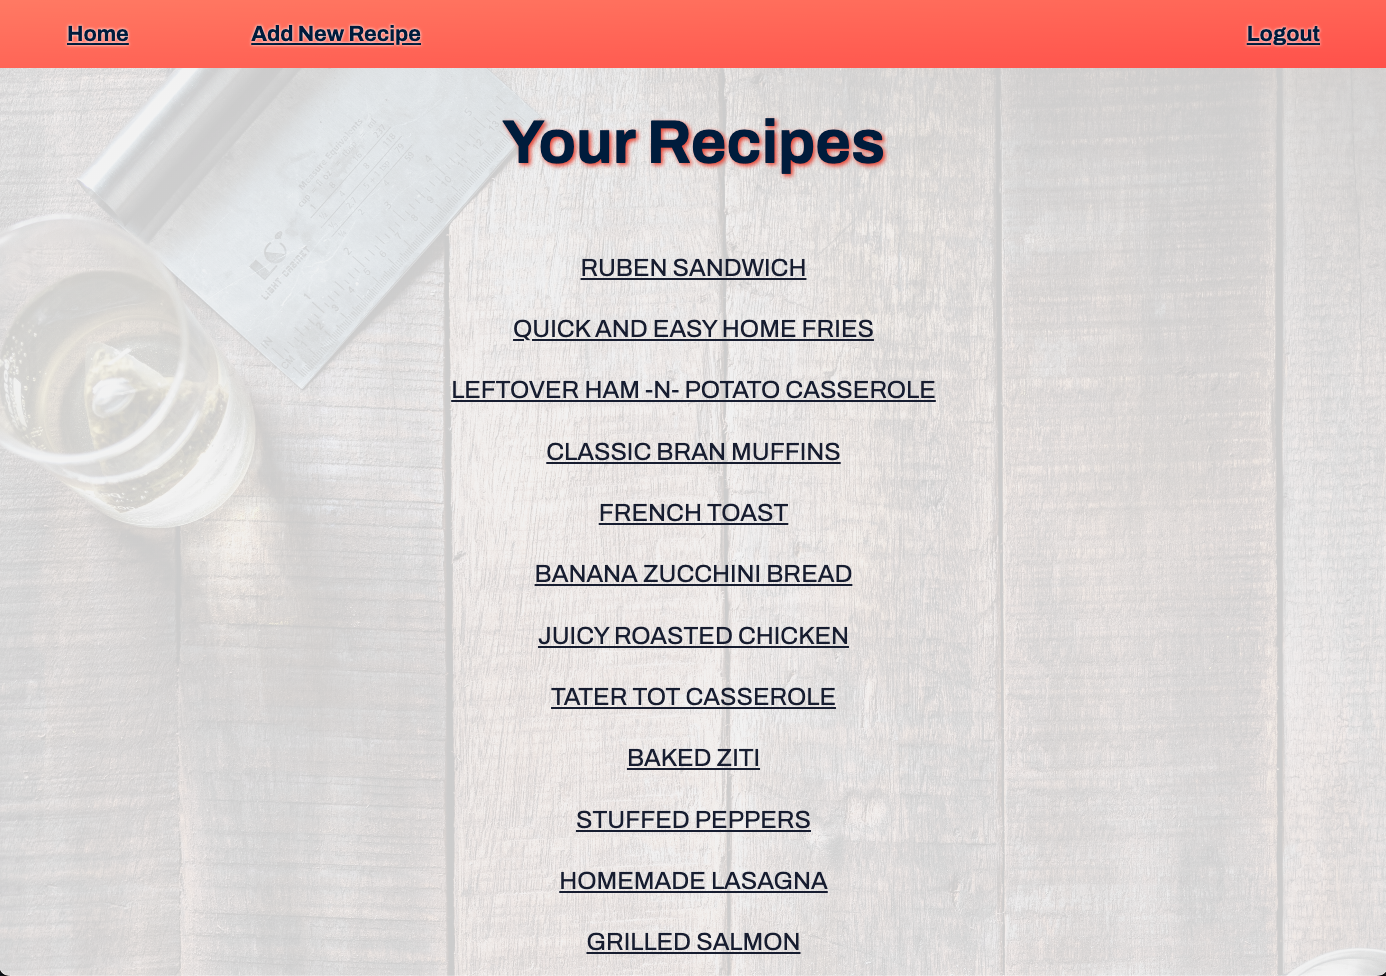 Home Add New Recipe Logout
Your Recipes
RUBEN SANDWICH
QUICK AND EASY HOME FRIES
LEFTOVER HAM -N- POTATO CASSEROLE
CLASSIC BRAN MUFFINS
FRENCH TOAST
BANANA ZUCCHINI BREAD
JUICY ROASTED CHICKEN
TATER TOT CASSEROLE
BAKED ZITI
STUFFED PEPPERS
HOMEMADE LASAGNA
GRILLED SALMON